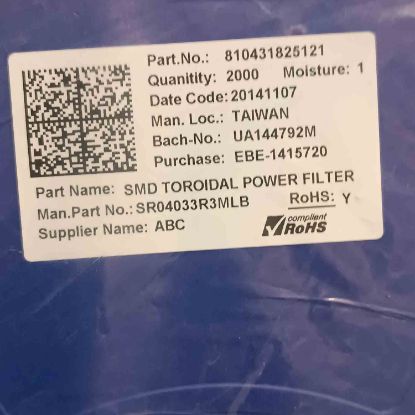 Part.No.: 810431825121
Quanitity: 2000 Moisture: 1
Date Code: 20141107
Man. Loc.: TAIWAN
Bach-No.: UA144792M
Purchase: EBE-1415720
Part Name: SMD TOROIDAL POWER FILTER
Man.Part No.: SR04033R3MLB RoHS: Y
Supplier Name: ABC
compliant
RoHS